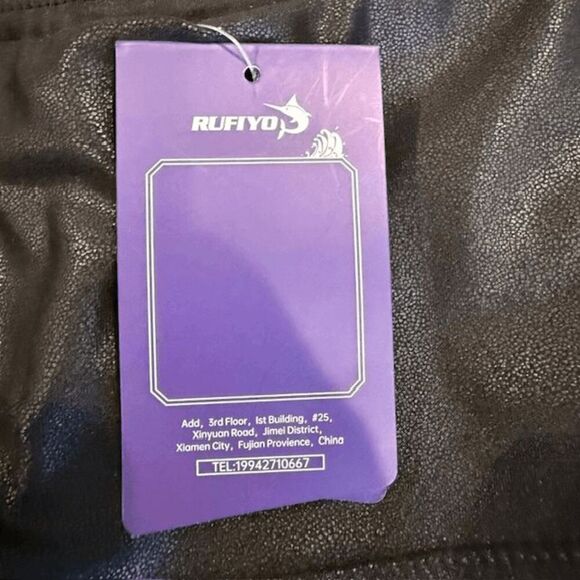 RUFIYO
Add, 3rd Floor, 1st Building, #25,
Xinyuan Road, Jimei District,
Xiamen City, Fujian Provience, China
TEL:19942710667